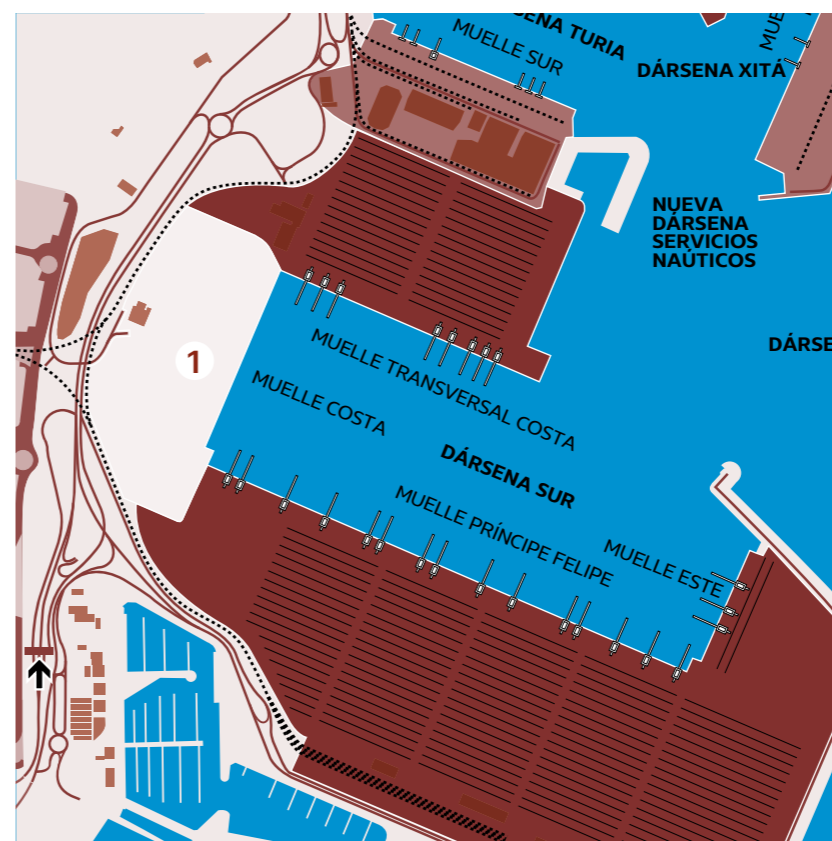 TURIA
MUELLE SUR
DÁRSENA XITÁ
NUEVA
DÁRSENA
SERVICIOS
NAÚTICOS
1
MUELLE TRANSVERSAL COSTA
MUELLE COSTA
DÁRSENA SUR
MUELLE PRÍNCIPE FELIPE
MUELLE ESTE